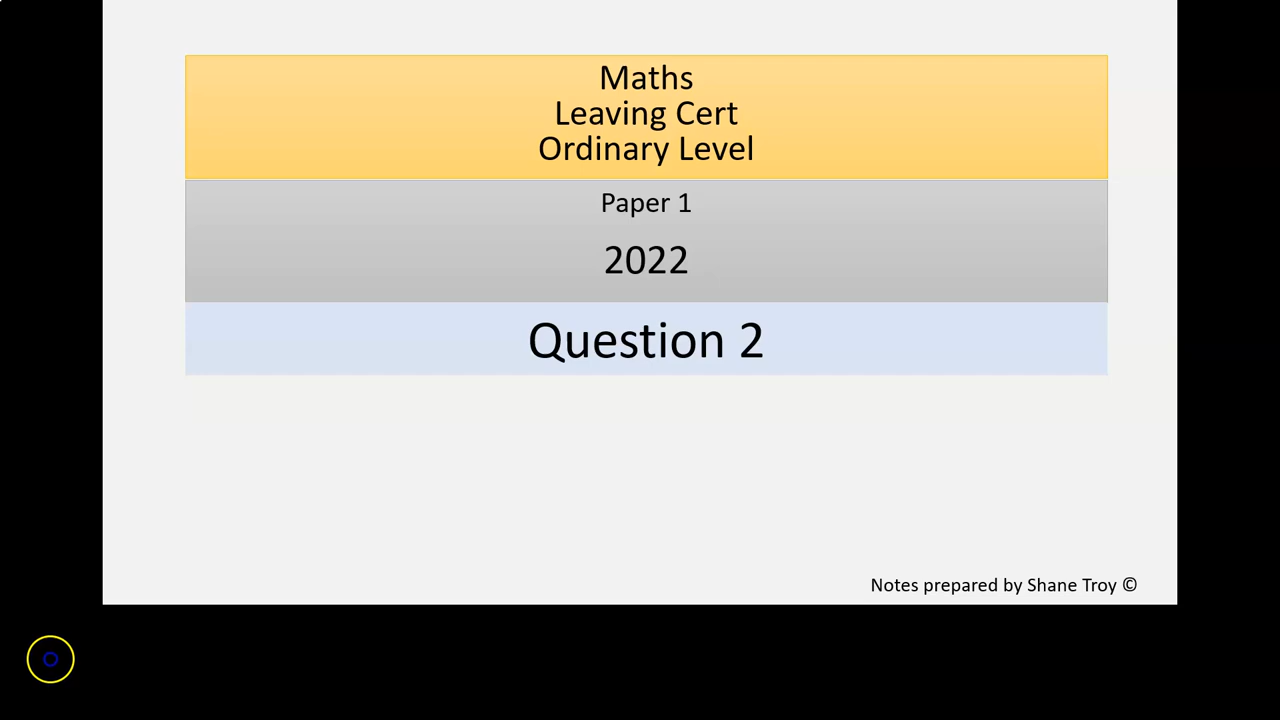 Maths
Leaving Cert
Ordinary Level
Paper 1
2022
Question 2
Notes prepared by Shane Troy ©